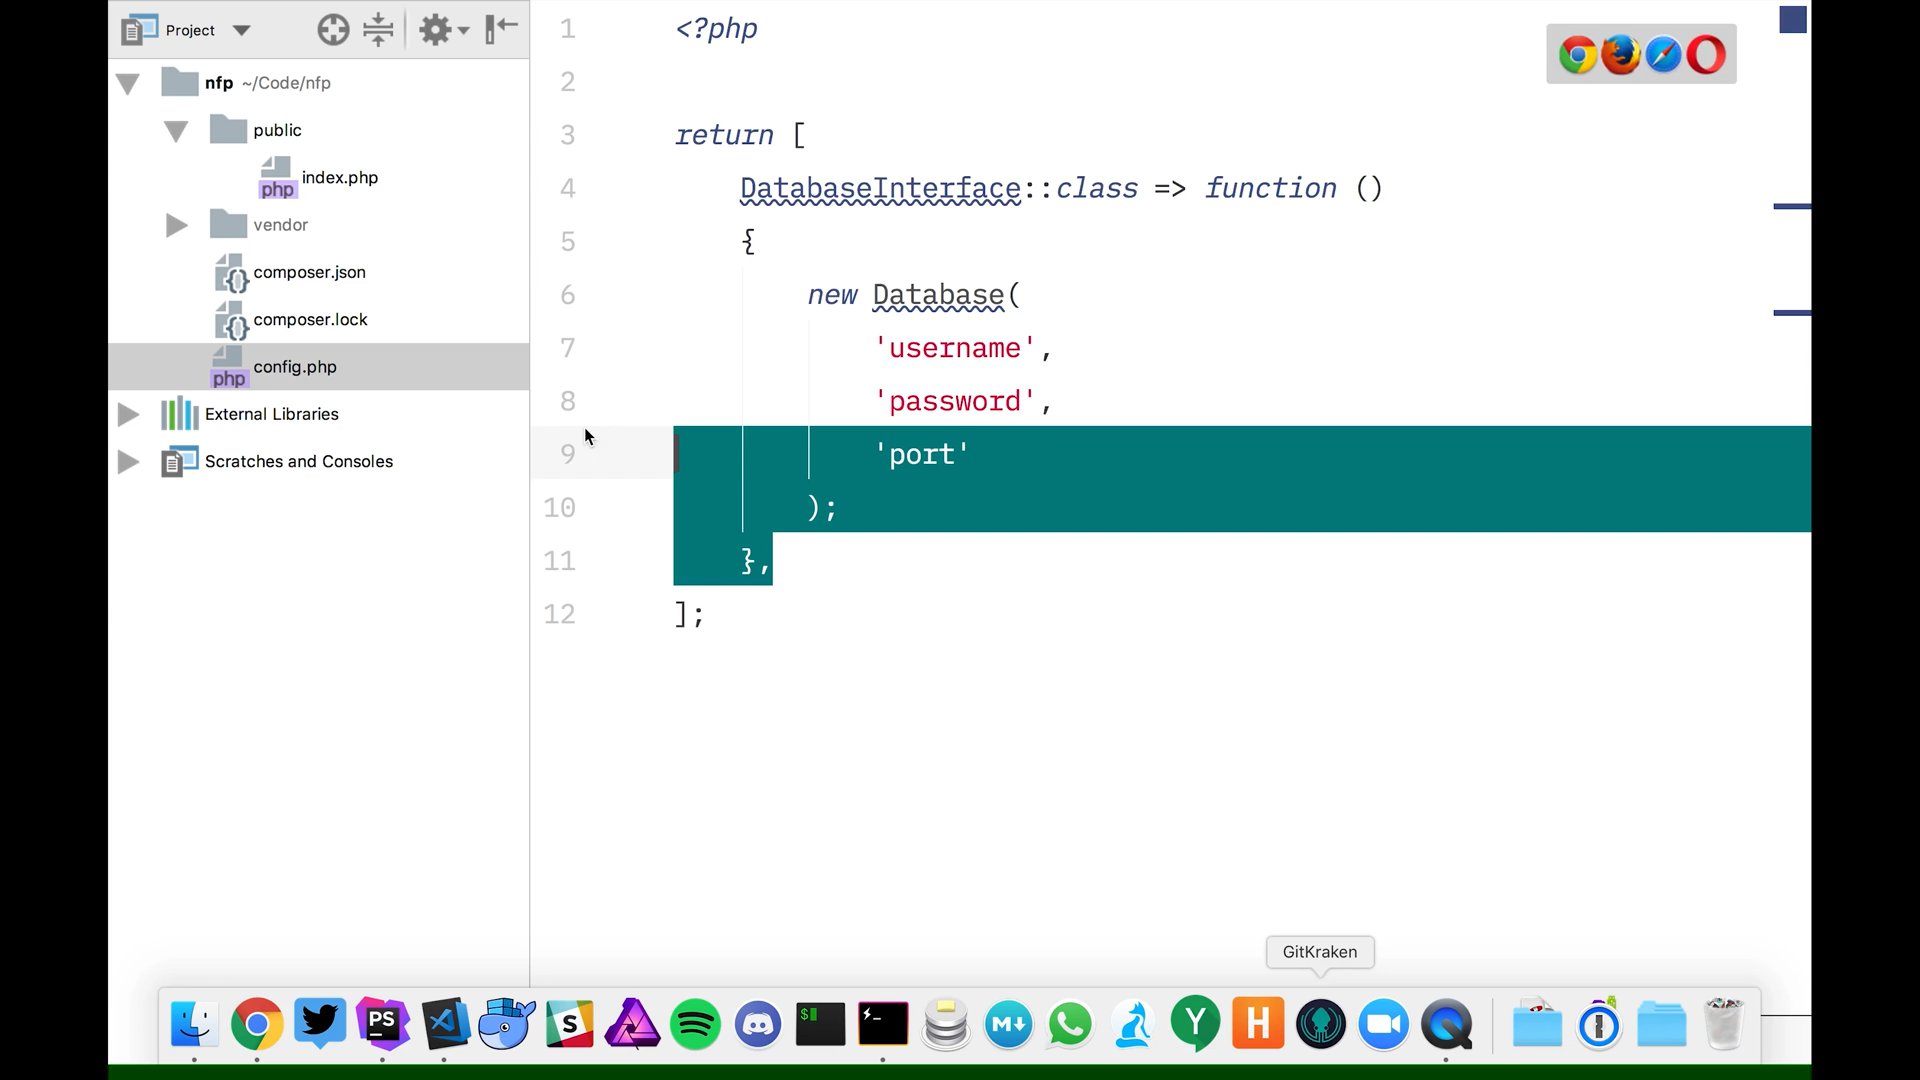 Project
nfp ~/Code/nfp
public
php index.php
vendor
composer.json
composer.lock
php config.php
External Libraries
Scratches and Consoles
1 <?php
2
3 return [
4 DatabaseInterface::class => function ()
5 {
6 new Database(
7 'username',
8 'password',
9 'port'
10 );
11 },
12 ];
GitKraken
PS
S
$
M
Y
H